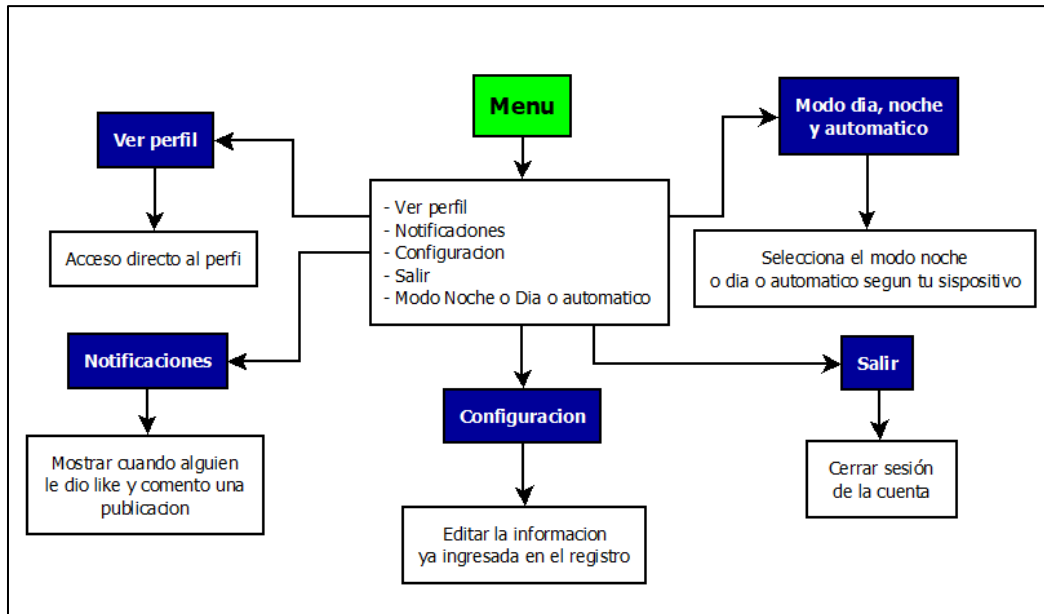 Menu
Modo dia, noche
y automatico
Ver perfil
- Ver perfil
- Notificaciones
- Configuracion
- Salir
- Modo Noche o Dia o automatico
Acceso directo al perfi
Selecciona el modo noche
o dia o automatico segun tu sispositivo
Notificaciones
Salir
Configuracion
Mostrar cuando alguien
le dio like y comento una
publicacion
Cerrar sesión
de la cuenta
Editar la informacion
ya ingresada en el registro